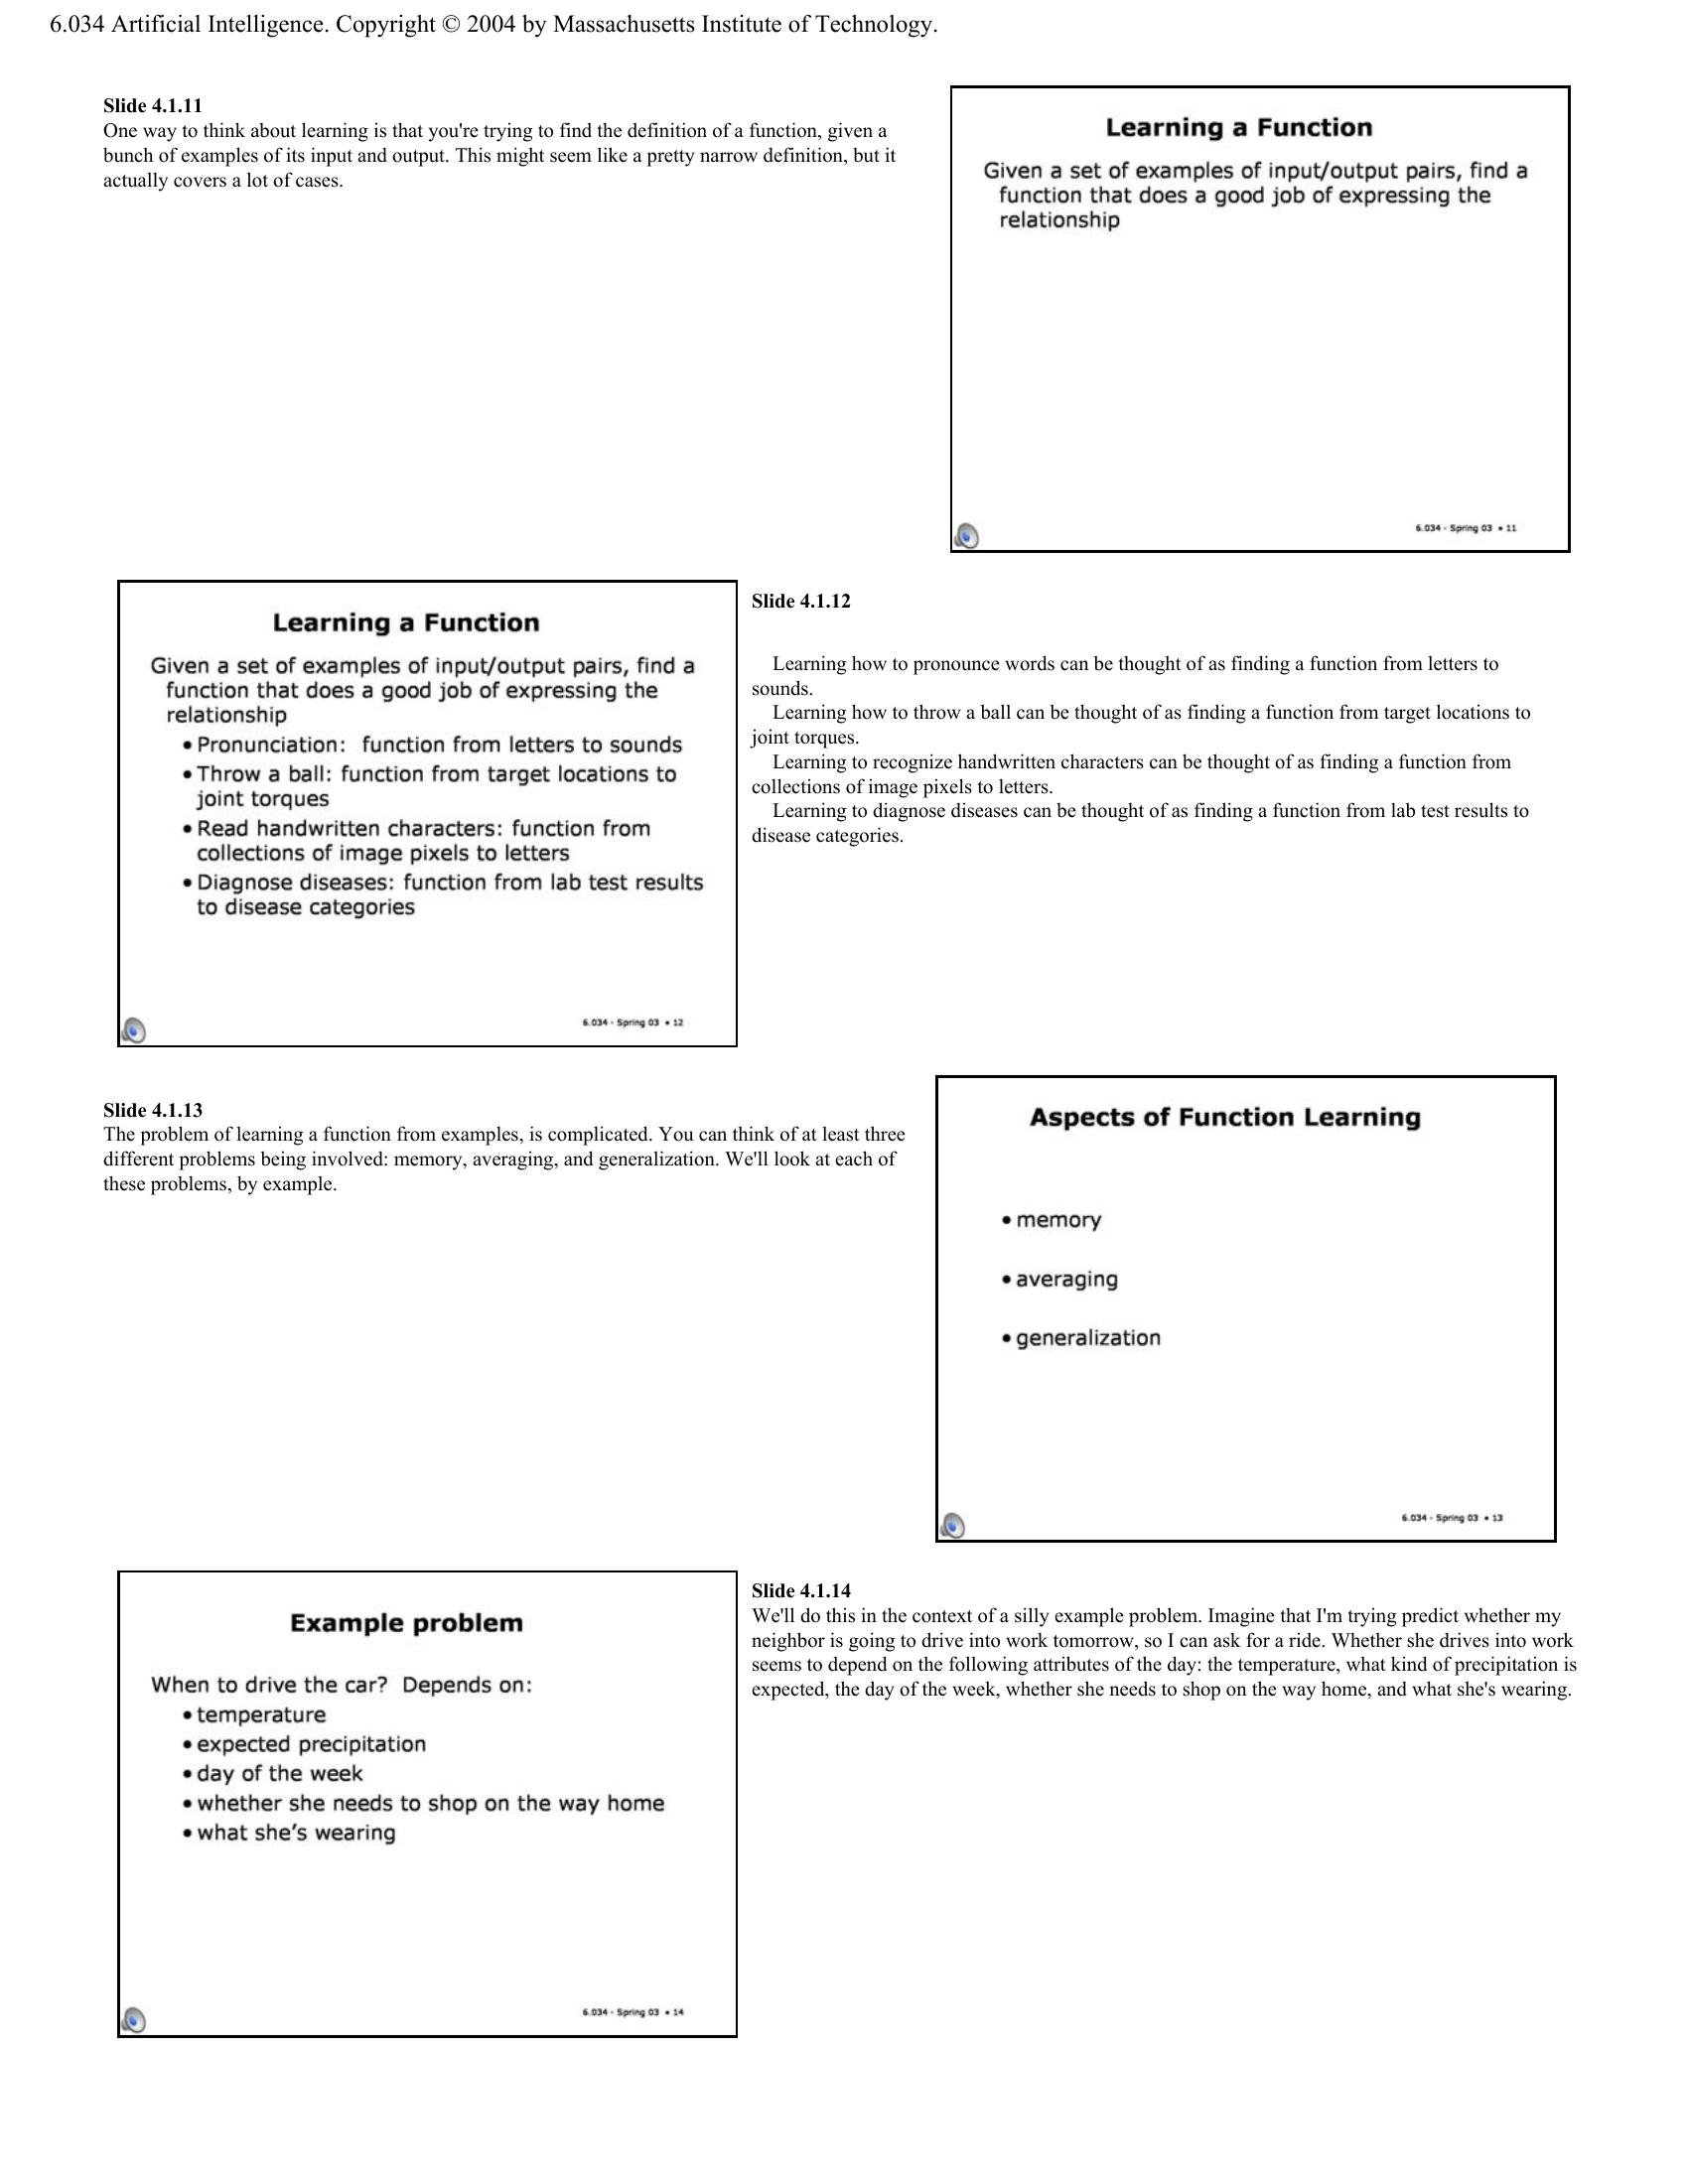 6.034 Artificial Intelligence. Copyright © 2004 by Massachusetts Institute of Technology.
Slide 4.1.11
One way to think about learning is that you're trying to find the definition of a function, given a
bunch of examples of its input and output. This might seem like a pretty narrow definition, but it
actually covers a lot of cases.
Learning a Function
Given a set of examples of input/output pairs, find a
function that does a good job of expressing the
relationship
6.034 - Spring 03 • 11
Learning a Function
Given a set of examples of input/output pairs, find a
function that does a good job of expressing the
relationship
• Pronunciation: function from letters to sounds
• Throw a ball: function from target locations to
joint torques
• Read handwritten characters: function from
collections of image pixels to letters
• Diagnose diseases: function from lab test results
to disease categories
6.034 - Spring 03 • 12
Slide 4.1.12
Learning how to pronounce words can be thought of as finding a function from letters to
sounds.
Learning how to throw a ball can be thought of as finding a function from target locations to
joint torques.
Learning to recognize handwritten characters can be thought of as finding a function from
collections of image pixels to letters.
Learning to diagnose diseases can be thought of as finding a function from lab test results to
disease categories.
Slide 4.1.13
The problem of learning a function from examples, is complicated. You can think of at least three
different problems being involved: memory, averaging, and generalization. We'll look at each of
these problems, by example.
Aspects of Function Learning
• memory
• averaging
• generalization
6.034 - Spring 03 • 13
Example problem
When to drive the car? Depends on:
• temperature
• expected precipitation
• day of the week
• whether she needs to shop on the way home
• what she's wearing
6.034 - Spring 03 • 14
Slide 4.1.14
We'll do this in the context of a silly example problem. Imagine that I'm trying predict whether my
neighbor is going to drive into work tomorrow, so I can ask for a ride. Whether she drives into work
seems to depend on the following attributes of the day: the temperature, what kind of precipitation is
expected, the day of the week, whether she needs to shop on the way home, and what she's wearing.